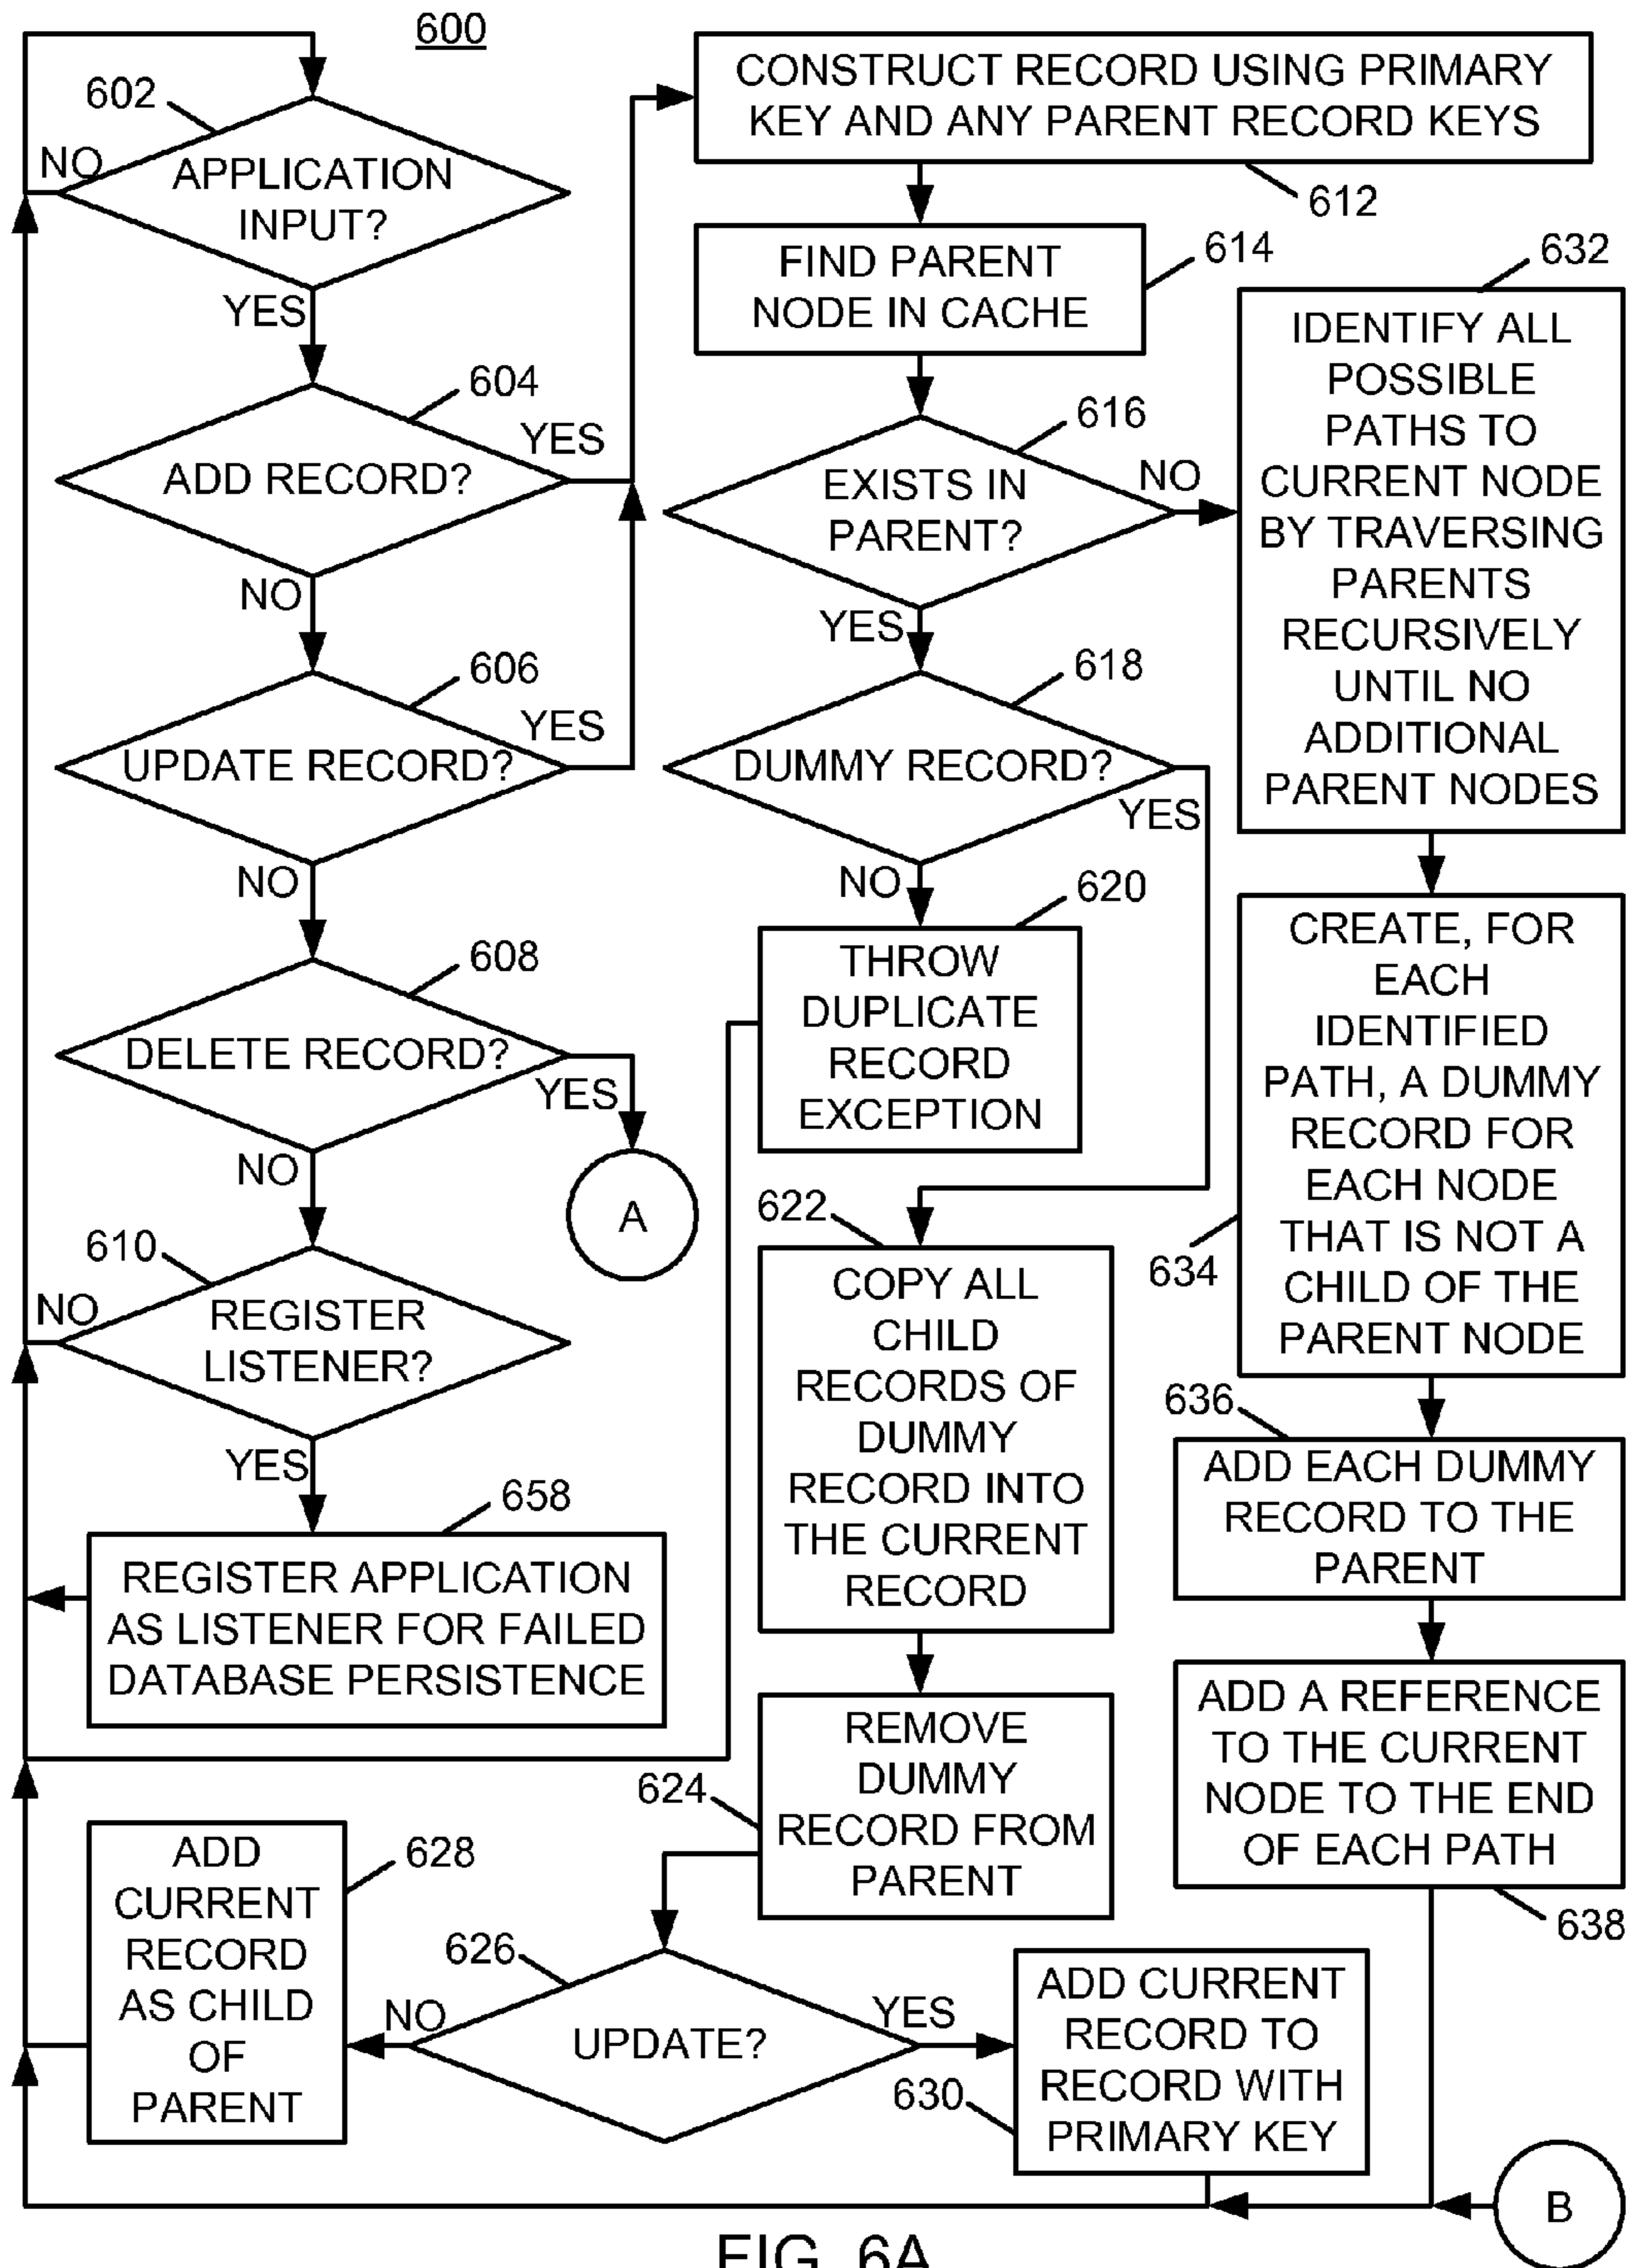 600
602
NO
APPLICATION
INPUT?
YES
604
YES
ADD RECORD?
NO
606
YES
UPDATE RECORD?
NO
608
DELETE RECORD?
YES
NO
A
610
NO
REGISTER
LISTENER?
YES
658
REGISTER APPLICATION
AS LISTENER FOR FAILED
DATABASE PERSISTENCE
CONSTRUCT RECORD USING PRIMARY
KEY AND ANY PARENT RECORD KEYS
612
FIND PARENT
NODE IN CACHE
614
616
NO
EXISTS IN
PARENT?
YES
618
DUMMY RECORD?
YES
NO
620
THROW
DUPLICATE
RECORD
EXCEPTION
622
COPY ALL
CHILD
RECORDS OF
DUMMY
RECORD INTO
THE CURRENT
RECORD
624
REMOVE
DUMMY
RECORD FROM
PARENT
626
NO
UPDATE?
YES
628
ADD
CURRENT
RECORD
AS CHILD
OF
PARENT
630
ADD CURRENT
RECORD TO
RECORD WITH
PRIMARY KEY
632
IDENTIFY ALL
POSSIBLE
PATHS TO
CURRENT NODE
BY TRAVERSING
PARENTS
RECURSIVELY
UNTIL NO
ADDITIONAL
PARENT NODES
634
CREATE, FOR
EACH
IDENTIFIED
PATH, A DUMMY
RECORD FOR
EACH NODE
THAT IS NOT A
CHILD OF THE
PARENT NODE
636
ADD EACH DUMMY
RECORD TO THE
PARENT
ADD A REFERENCE
TO THE CURRENT
NODE TO THE END
OF EACH PATH
638
B
FIG. 6A